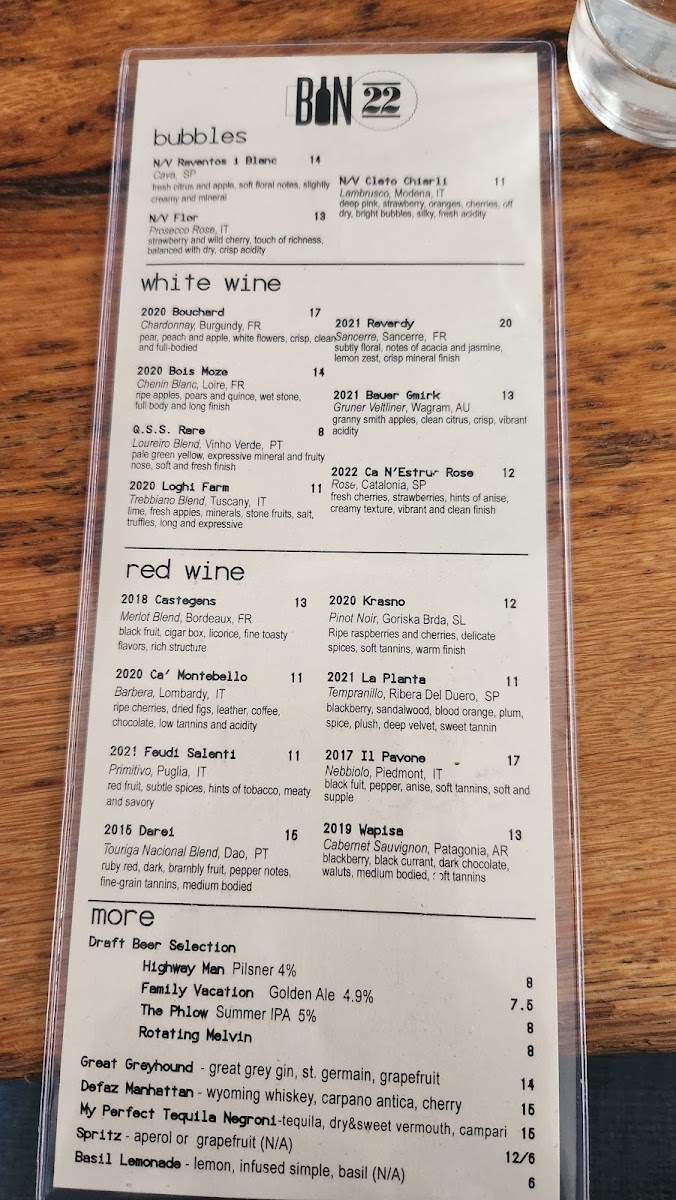 BIN 22
bubbles
N/V Raventos i Blanc 14
Cava, SP
fresh citrus and apple, soft floral notes, slightly
creamy and mineral
N/V Flor 13
Prosecco Rose, IT
strawberry and wild cherry, touch of richness,
balanced with dry, crisp acidity
N/V Cleto Chiarli 11
Lambrusco, Modena, IT
deep pink, strawberry, oranges, cherries, off
dry, bright bubbles, silky, fresh acidity
white wine
2020 Bouchard 17
Chardonnay, Burgundy, FR
pear, peach and apple, white flowers, crisp, clean
and full-bodied
2020 Bois Moze 14
Chenin Blanc, Loire, FR
ripe apples, pears and quince, wet stone,
full body and long finish
Q.S.S. Rare 8
Loureiro Blend, Vinho Verde, PT
pale green yellow, expressive mineral and fruity
nose, soft and fresh finish
2020 Loghi Farm 11
Trebbiano Blend, Tuscany, IT
lime, fresh apples, minerals, stone fruits, salt,
truffles, long and expressive
2021 Reverdy 20
Sancerre, Sancerre, FR
subtly floral, notes of acacia and jasmine,
lemon zest, crisp mineral finish
2021 Bauer Gmirk 13
Gruner Veltliner, Wagram, AU
granny smith apples, clean citrus, crisp, vibrant
acidity
2022 Ca N'Estruc Rose 12
Rose, Catalonia, SP
fresh cherries, strawberries, hints of anise,
creamy texture, vibrant and clean finish
red wine
2018 Castegens 13
Merlot Blend, Bordeaux, FR
black fruit, cigar box, licorice, fine toasty
flavors, rich structure
2020 Ca' Montebello 11
Barbera, Lombardy, IT
ripe cherries, dried figs, leather, coffee,
chocolate, low tannins and acidity
2021 Feudi Salenti 11
Primitivo, Puglia, IT
red fruit, subtle spices, hints of tobacco, meaty
and savory
2015 Darei 15
Touriga Nacional Blend, Dao, PT
ruby red, dark, brambly fruit, pepper notes,
fine-grain tannins, medium bodied
2020 Krasno 12
Pinot Noir, Goriska Brda, SL
Ripe raspberries and cherries, delicate
spices, soft tannins, warm finish
2021 La Planta 11
Tempranillo, Ribera Del Duero, SP
blackberry, sandalwood, blood orange, plum,
spice, plush, deep velvet, sweet tannin
2017 Il Pavone 17
Nebbiolo, Piedmont, IT
black fuit, pepper, anise, soft tannins, soft and
supple
2019 Wapisa 13
Cabernet Sauvignon, Patagonia, AR
blackberry, black currant, dark chocolate,
waluts, medium bodied, soft tannins
more
Draft Beer Selection
Highway Man Pilsner 4% 8
Family Vacation Golden Ale 4.9% 7.5
The Phlow Summer IPA 5% 8
Rotating Melvin 8
Great Greyhound - great grey gin, st. germain, grapefruit 14
Defaz Manhattan - wyoming whiskey, carpano antica, cherry 15
My Perfect Tequila Negroni-tequila, dry&sweet vermouth, campari 15
Spritz - aperol or grapefruit (N/A) 12/6
Basil Lemonade - lemon, infused simple, basil (N/A) 6